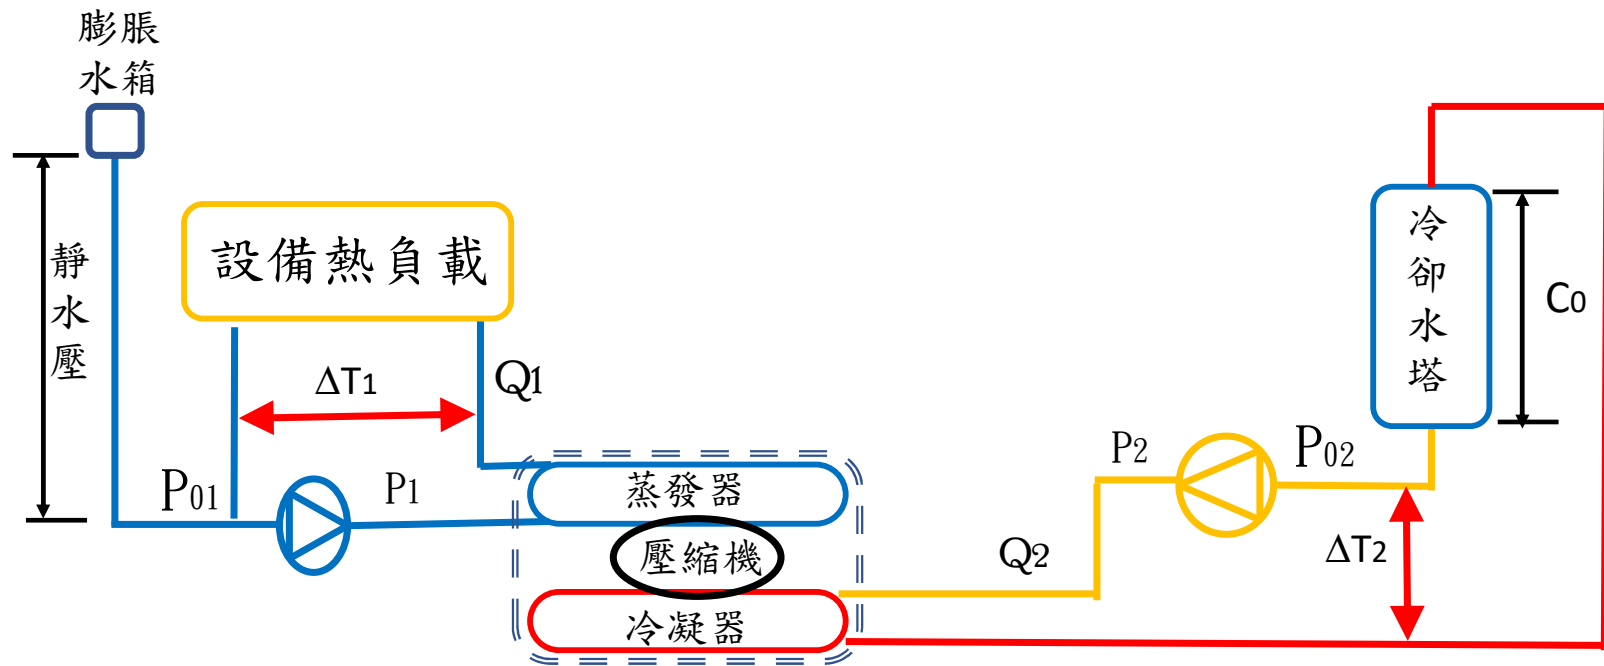 膨脹
水箱
靜
水
壓
設備熱負載
ΔT1
Q1
P01
P1
蒸發器
壓縮機
冷凝器
Q2
P2
P02
ΔT2
冷
卻
水
塔
C0